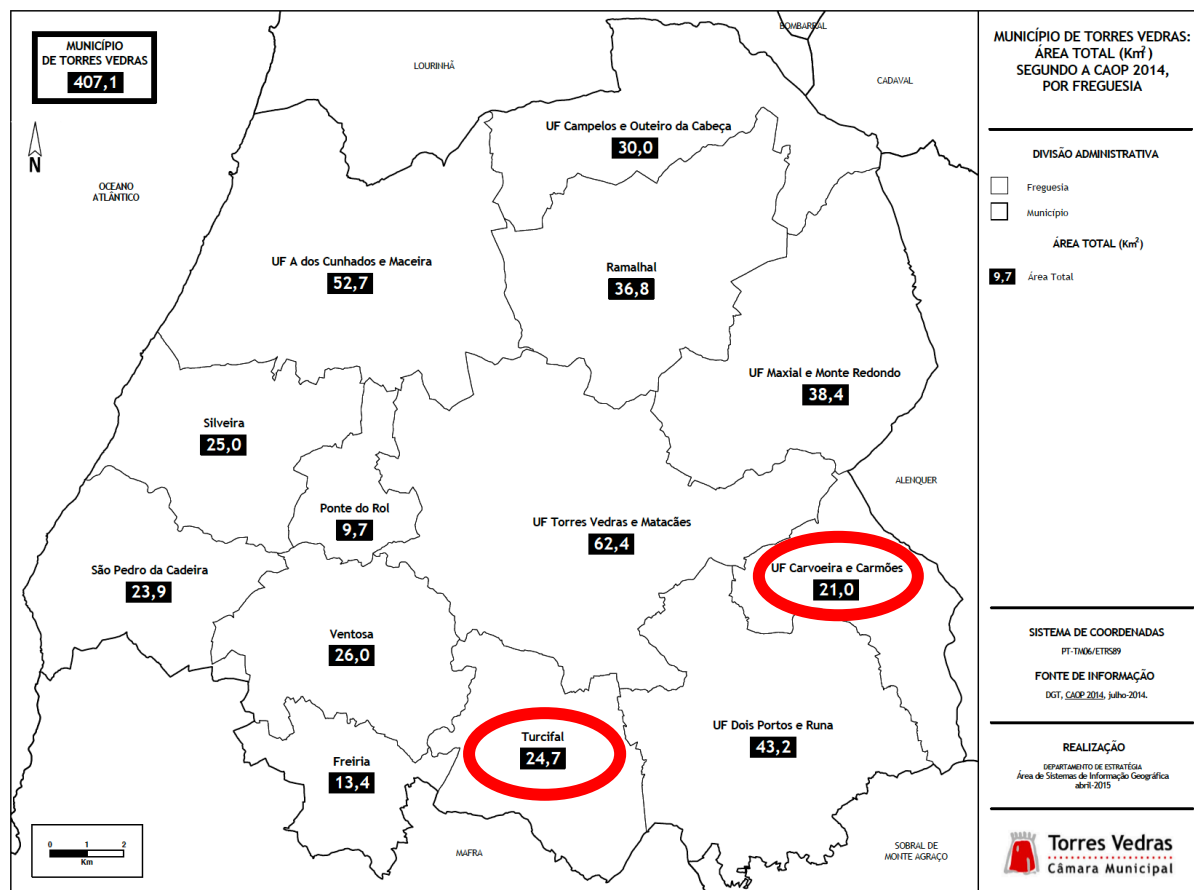 MUNICÍPIO
DE TORRES VEDRAS
407,1
N
OCEANO
ATLÂNTICO
LOURINHÃ
BOMBARRAL
CADAVAL
UF Campelos e Outeiro da Cabeça
30,0
UF A dos Cunhados e Maceira
52,7
Ramalhal
36,8
UF Maxial e Monte Redondo
38,4
Silveira
25,0
ALENQUER
Ponte do Rol
9,7
UF Torres Vedras e Matacães
62,4
UF Carvoeira e Carmões
21,0
São Pedro da Cadeira
23,9
Ventosa
26,0
Turcifal
24,7
UF Dois Portos e Runa
43,2
Freiria
13,4
0 1 2
Km
MAFRA
SOBRAL DE
MONTE AGRAÇO
MUNICÍPIO DE TORRES VEDRAS:
ÁREA TOTAL (Km²)
SEGUNDO A CAOP 2014,
POR FREGUESIA
DIVISÃO ADMINISTRATIVA
Freguesia
Município
ÁREA TOTAL (Km²)
9,7 Área Total
SISTEMA DE COORDENADAS
PT-TM06/ETRS89
FONTE DE INFORMAÇÃO
DGT, CAOP 2014, julho-2014.
REALIZAÇÃO
DEPARTAMENTO DE ESTRATÉGIA
Área de Sistemas de Informação Geográfica
abril-2015
Torres Vedras
Câmara Municipal